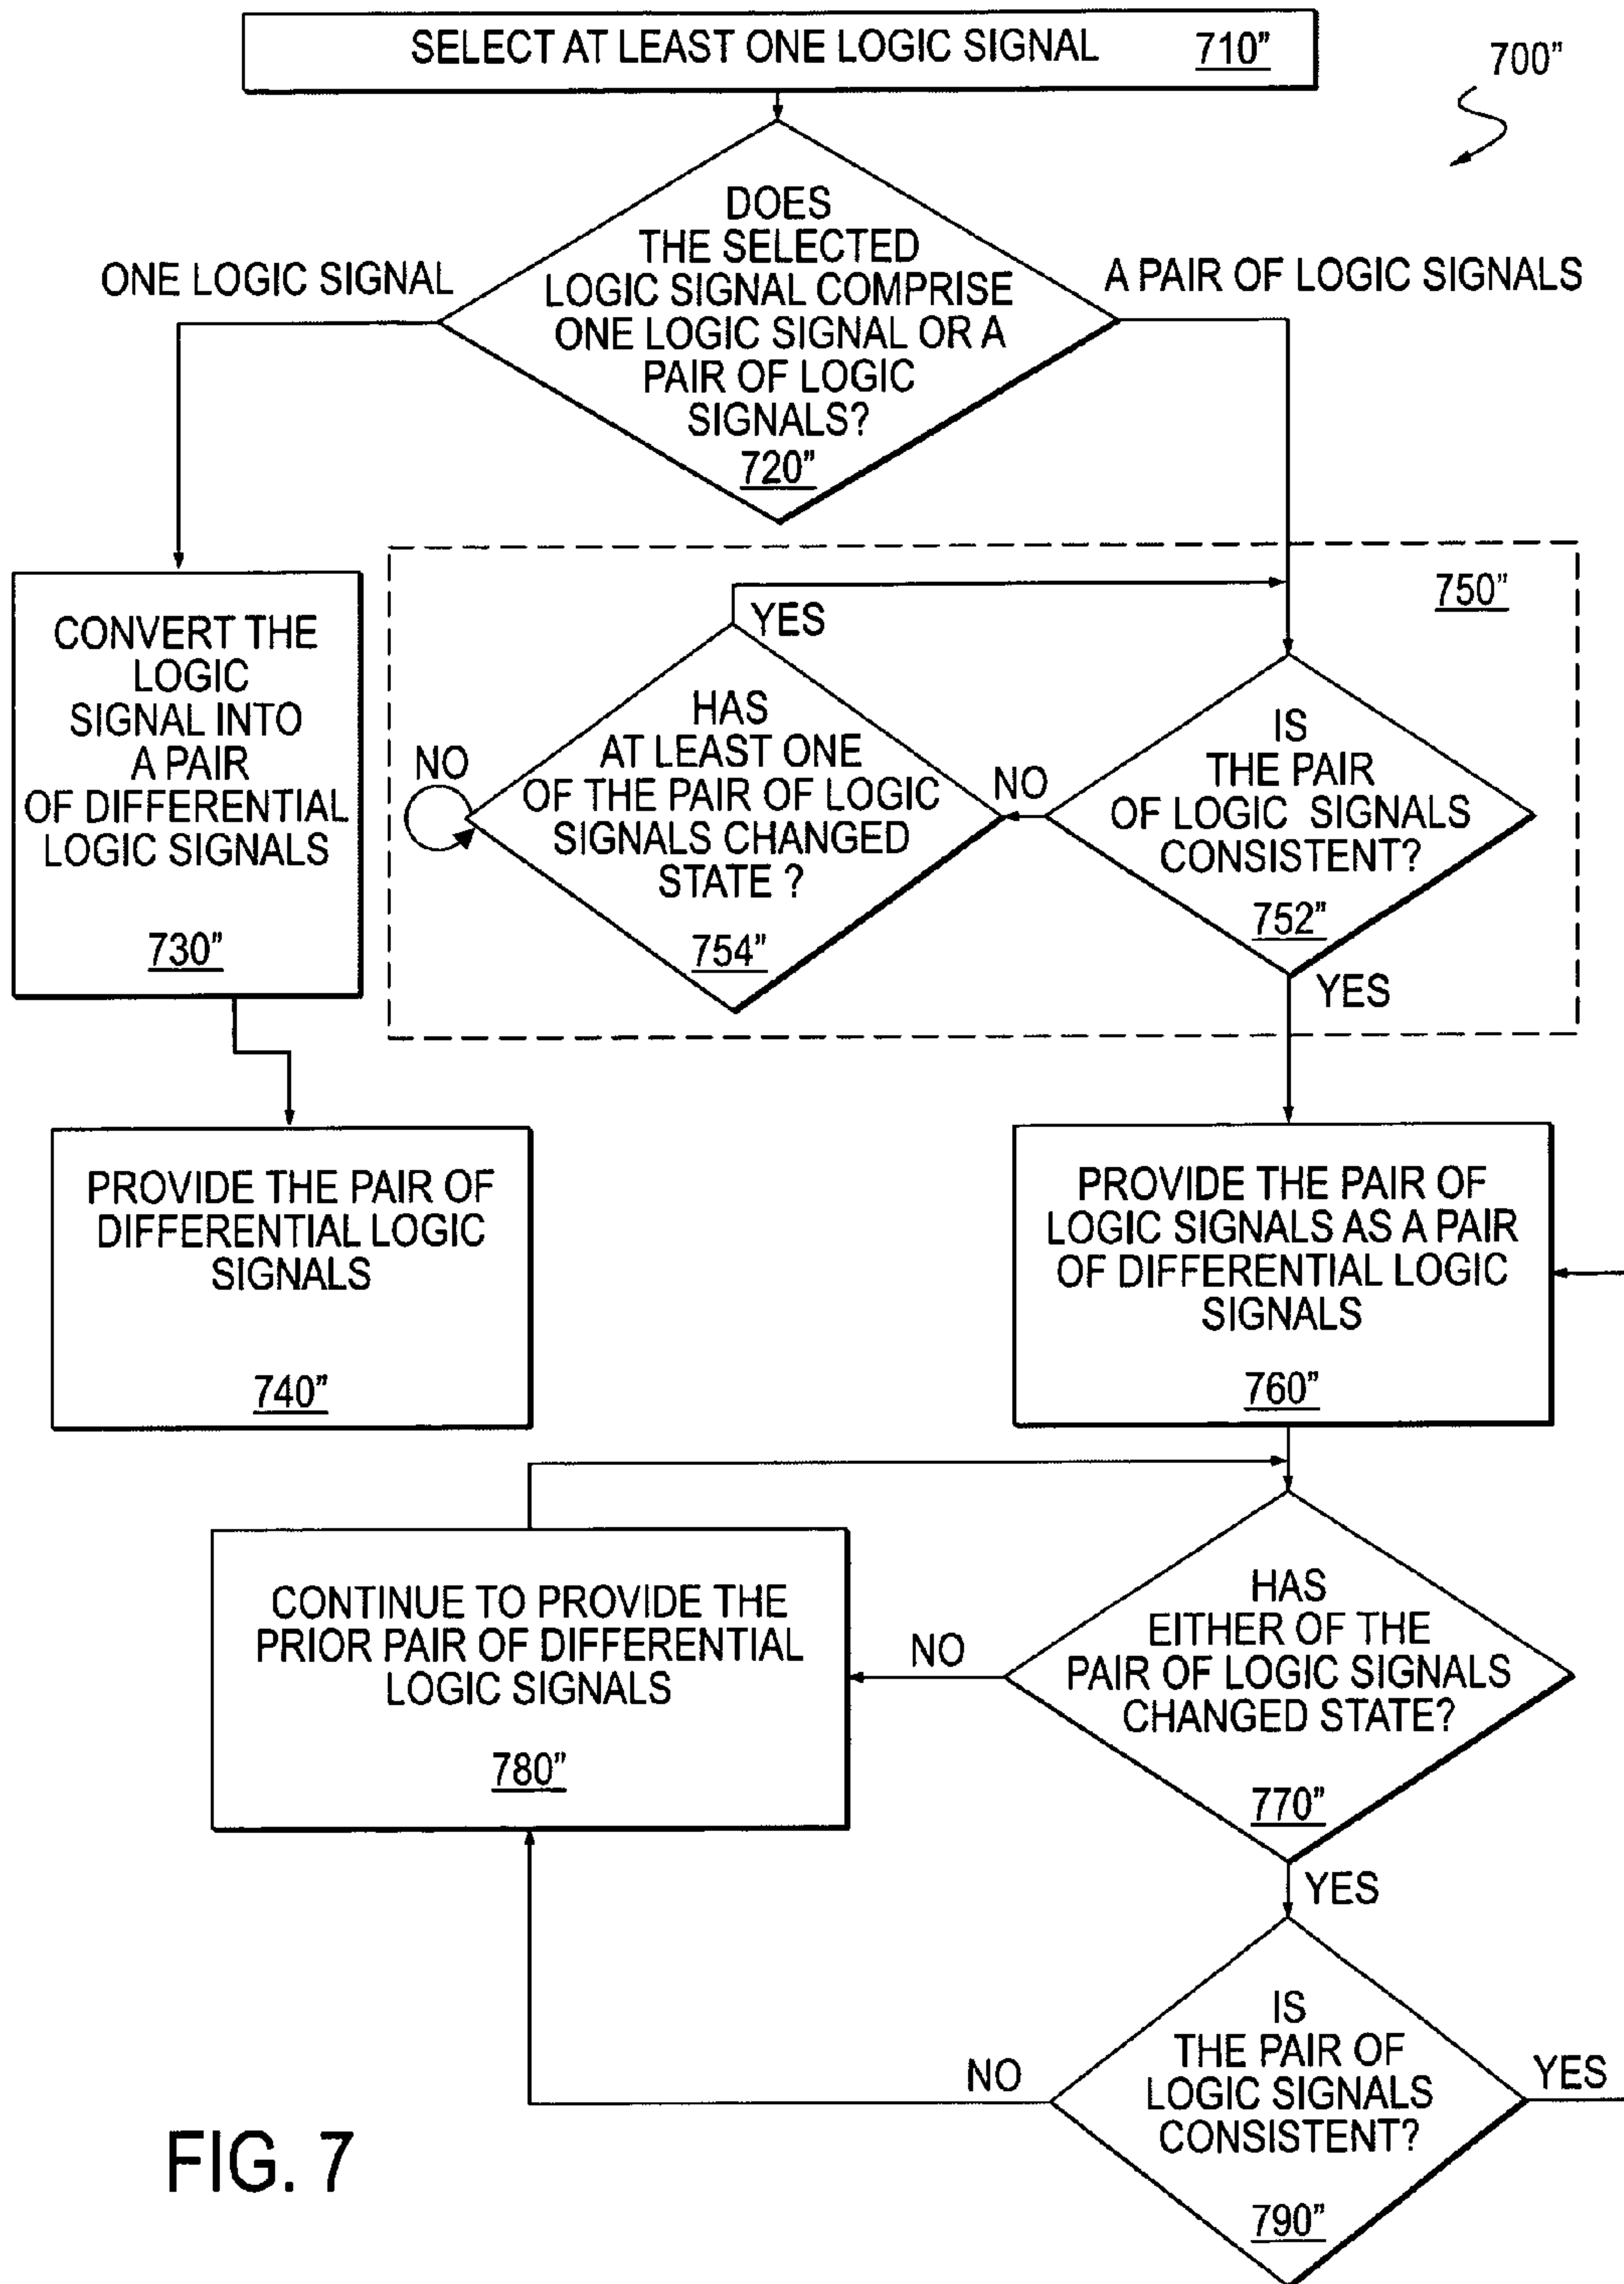 SELECT AT LEAST ONE LOGIC SIGNAL 710"
700"
DOES
THE SELECTED
LOGIC SIGNAL COMPRISE
ONE LOGIC SIGNAL OR A
PAIR OF LOGIC
SIGNALS?
720"
ONE LOGIC SIGNAL
A PAIR OF LOGIC SIGNALS
CONVERT THE
LOGIC
SIGNAL INTO
A PAIR
OF DIFFERENTIAL
LOGIC SIGNALS
730"
750"
YES
HAS
AT LEAST ONE
OF THE PAIR OF LOGIC
SIGNALS CHANGED
STATE ?
754"
NO
NO
IS
THE PAIR
OF LOGIC SIGNALS
CONSISTENT?
752"
YES
PROVIDE THE PAIR OF
DIFFERENTIAL LOGIC
SIGNALS
740"
PROVIDE THE PAIR OF
LOGIC SIGNALS AS A PAIR
OF DIFFERENTIAL LOGIC
SIGNALS
760"
CONTINUE TO PROVIDE THE
PRIOR PAIR OF DIFFERENTIAL
LOGIC SIGNALS
780"
NO
HAS
EITHER OF THE
PAIR OF LOGIC SIGNALS
CHANGED STATE?
770"
YES
NO
IS
THE PAIR OF
LOGIC SIGNALS
CONSISTENT?
790"
YES
FIG. 7